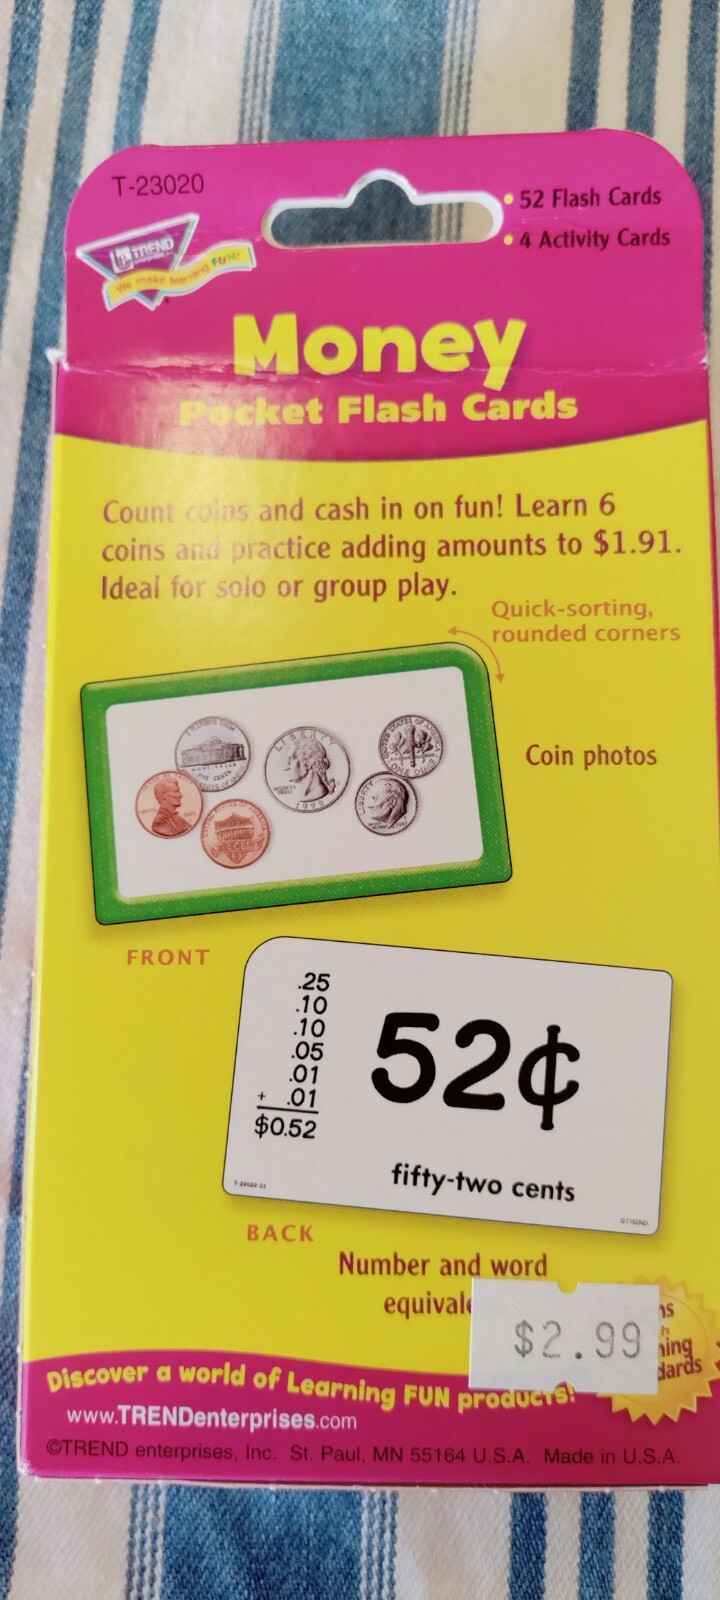 T-23020
• 52 Flash Cards
• 4 Activity Cards
TREND
We make learning FUN!
Money
Pocket Flash Cards
Count coins and cash in on fun! Learn 6
coins and practice adding amounts to $1.91.
Ideal for solo or group play.
Quick-sorting,
rounded corners
LIBERTY
1998
Coin photos
FRONT
.25
.10
.10
.05
.01
+ .01
$0.52
52¢
fifty-two cents
©TREND
BACK
Number and word
$2.99
Discover a world of Learning FUN products!
www.TRENDenterprises.com
©TREND enterprises, Inc. St. Paul, MN 55164 U.S.A. Made in U.S.A.